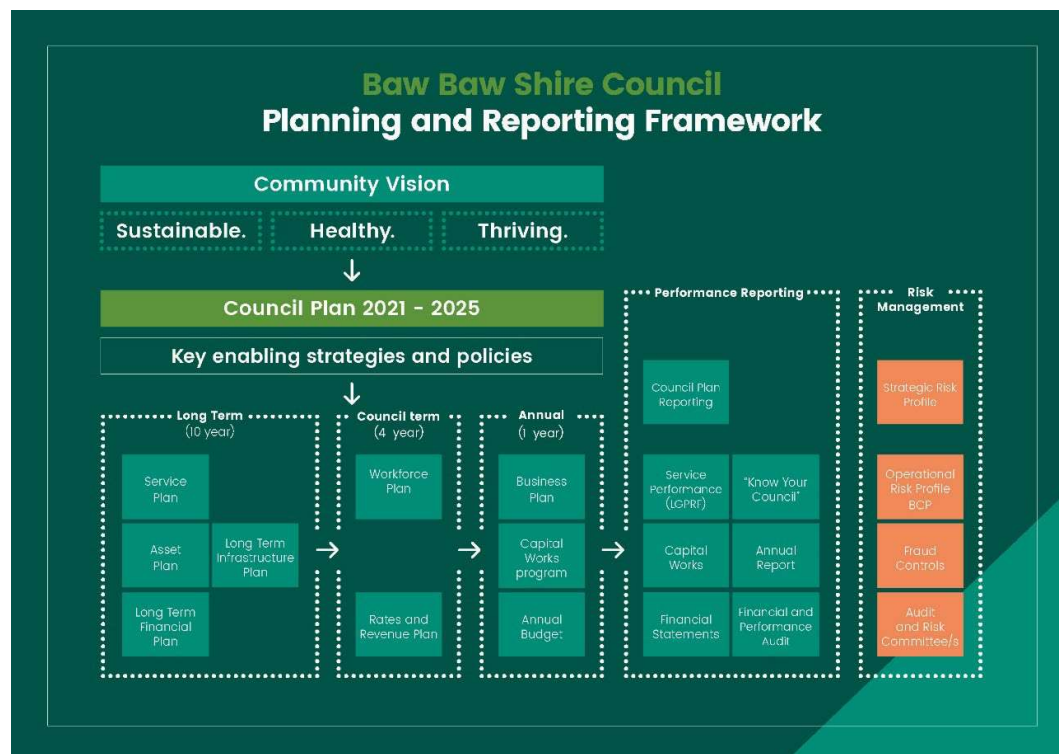 Baw Baw Shire Council
Planning and Reporting Framework
Community Vision
Sustainable.
Healthy.
Thriving.
Council Plan 2021 - 2025
Key enabling strategies and policies
Long Term
(10 year)
Service
Plan
Asset
Plan
Long Term
Infrastructure
Plan
Long Term
Financial
Plan
Council term
(4 year)
Workforce
Plan
Rates and
Revenue Plan
Annual
(1 year)
Business
Plan
Capital
Works
program
Annual
Budget
Performance Reporting
Council Plan
Reporting
Service
Performance
(LGPRF)
"Know Your
Council"
Capital
Works
Annual
Report
Financial
Statements
Financial and
Performance
Audit
Risk
Management
Strategic Risk
Profile
Operational
Risk Profile
BCP
Fraud
Controls
Audit
and Risk
Committee/s